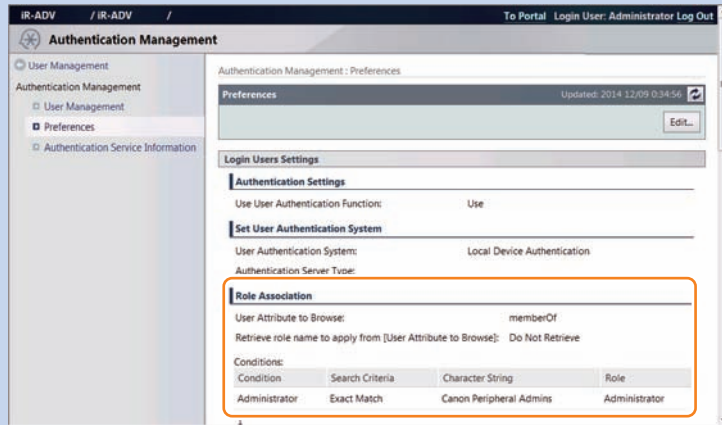 iR-ADV / iR-ADV /
To Portal Login User: Administrator Log Out
Authentication Management
User Management
Authentication Management
User Management
Preferences
Authentication Service Information
Authentication Management : Preferences
Preferences Updated: 2014 12/09 0:34:56
Edit...
Login Users Settings
Authentication Settings
Use User Authentication Function: Use
Set User Authentication System
User Authentication System: Local Device Authentication
Authentication Server Type:
Role Association
User Attribute to Browse: memberOf
Retrieve role name to apply from [User Attribute to Browse]: Do Not Retrieve
Conditions:
Condition Search Criteria Character String Role
Administrator Exact Match Canon Peripheral Admins Administrator